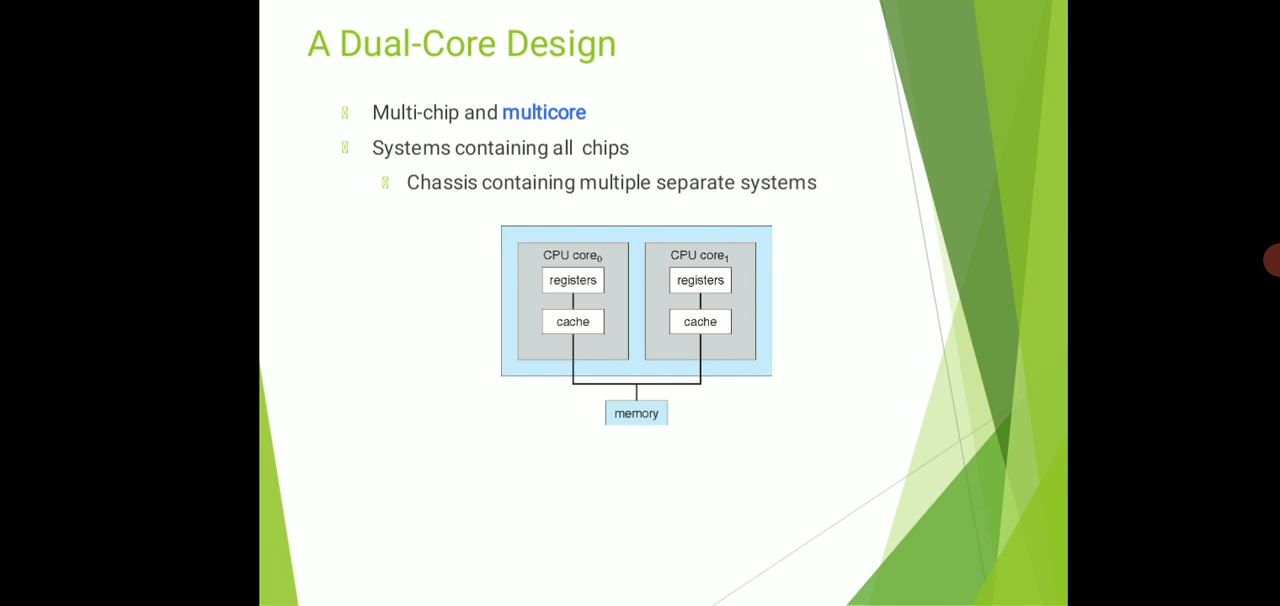 A Dual-Core Design
Multi-chip and multicore
Systems containing all chips
Chassis containing multiple separate systems
CPU core₀ CPU core₁
registers registers
cache cache
memory